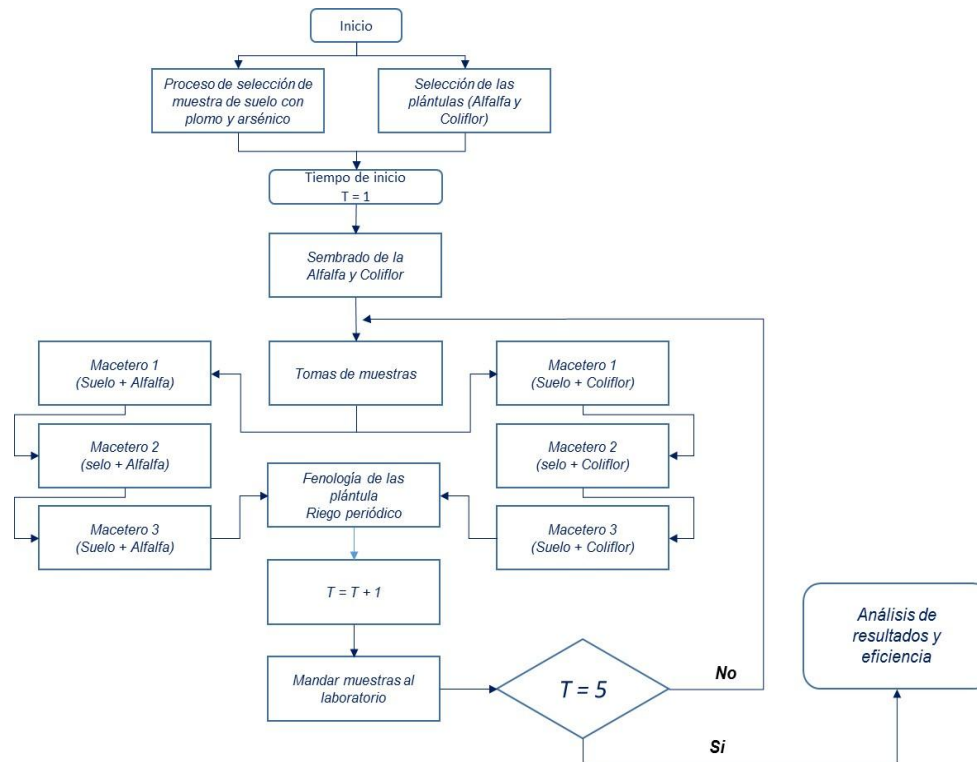 Inicio
Proceso de selección de
muestra de suelo con
plomo y arsénico
Selección de las
plántulas (Alfalfa y
Coliflor)
Tiempo de inicio
T = 1
Sembrado de la
Alfalfa y Coliflor
Tomas de muestras
Macetero 1
(Suelo + Alfalfa)
Macetero 1
(Suelo + Coliflor)
Macetero 2
(selo + Alfalfa)
Macetero 2
(selo + Coliflor)
Macetero 3
(Suelo + Alfalfa)
Fenología de las
plántula
Riego periódico
Macetero 3
(Suelo + Coliflor)
T = T + 1
Mandar muestras al
laboratorio
T = 5
No
Si
Análisis de
resultados y
eficiencia